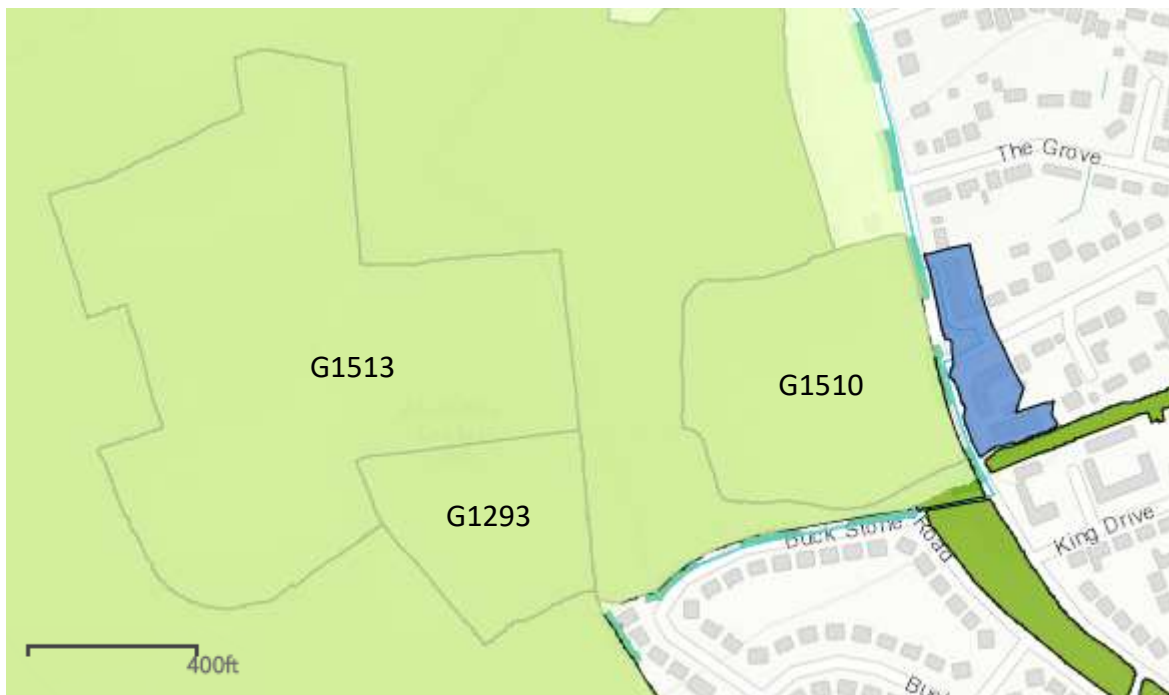 The Grove
G1513
G1510
G1293
King Drive
Buck Stone
Road
400ft